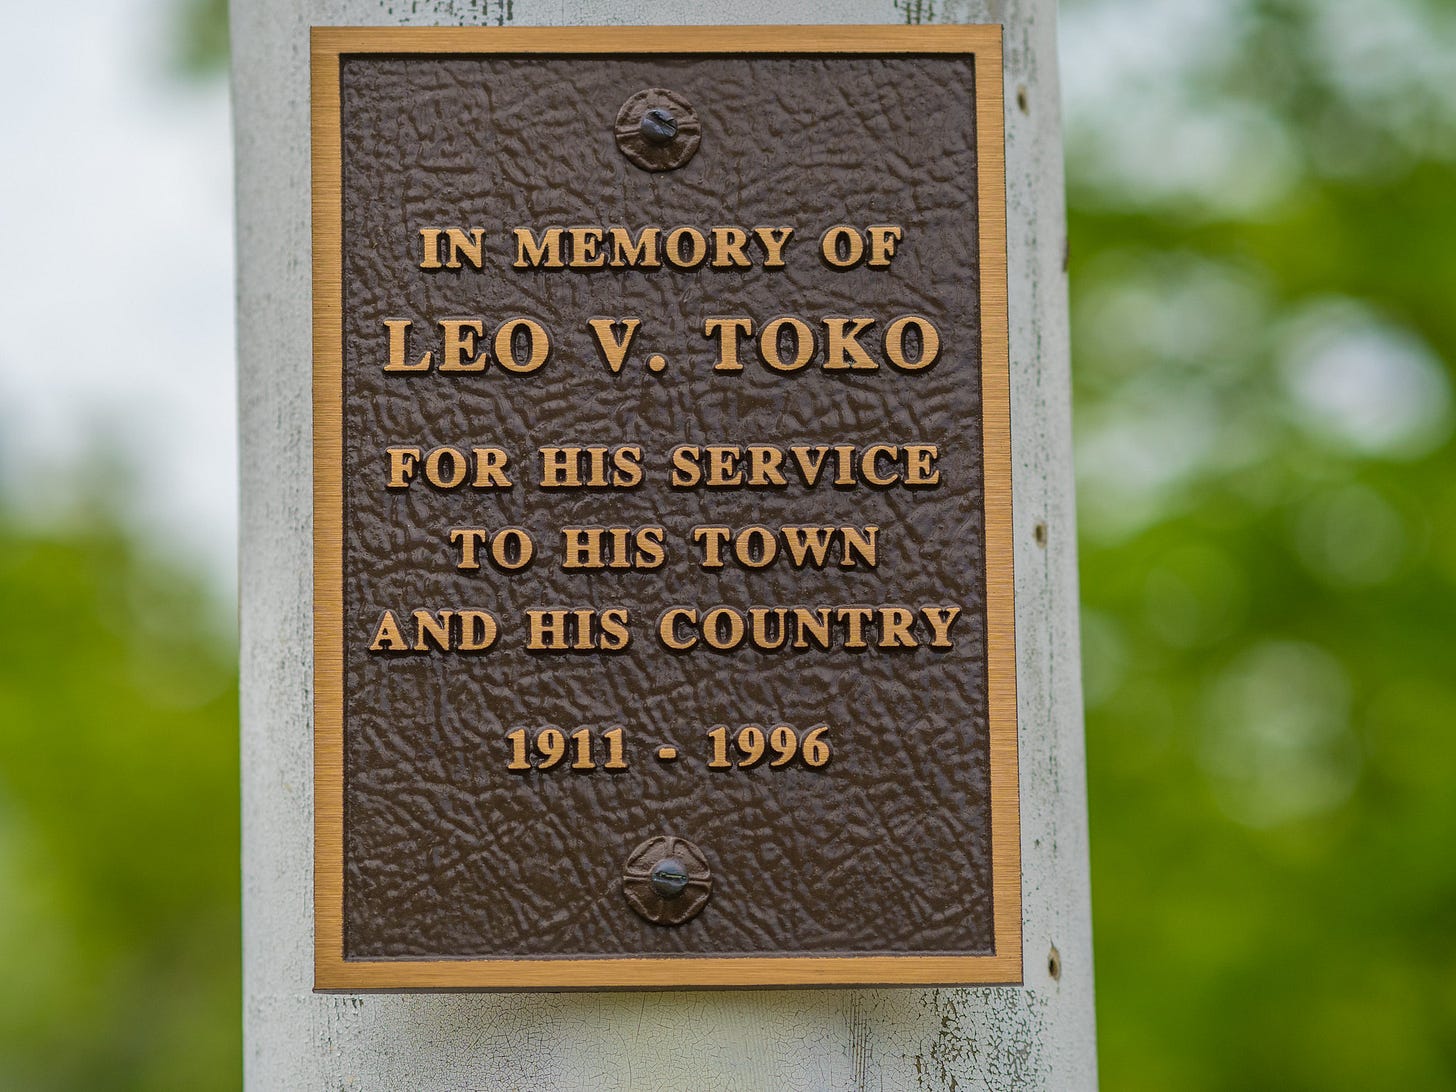 IN MEMORY OF
LEO V. TOKO
FOR HIS SERVICE
TO HIS TOWN
AND HIS COUNTRY
1911 - 1996